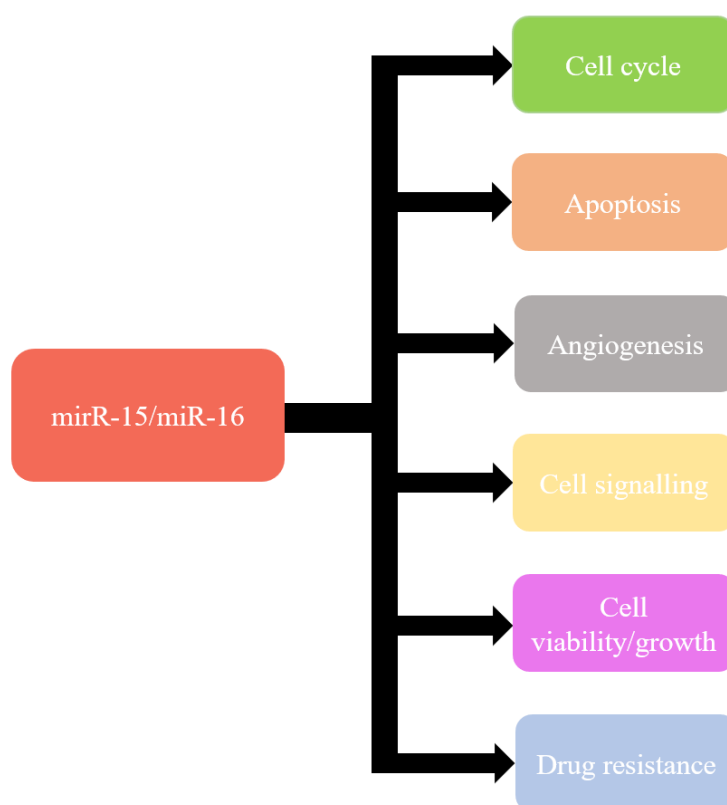 Cell cycle
Apoptosis
Angiogenesis
mirR-15/miR-16
Cell signalling
Cell
viability/growth
Drug resistance